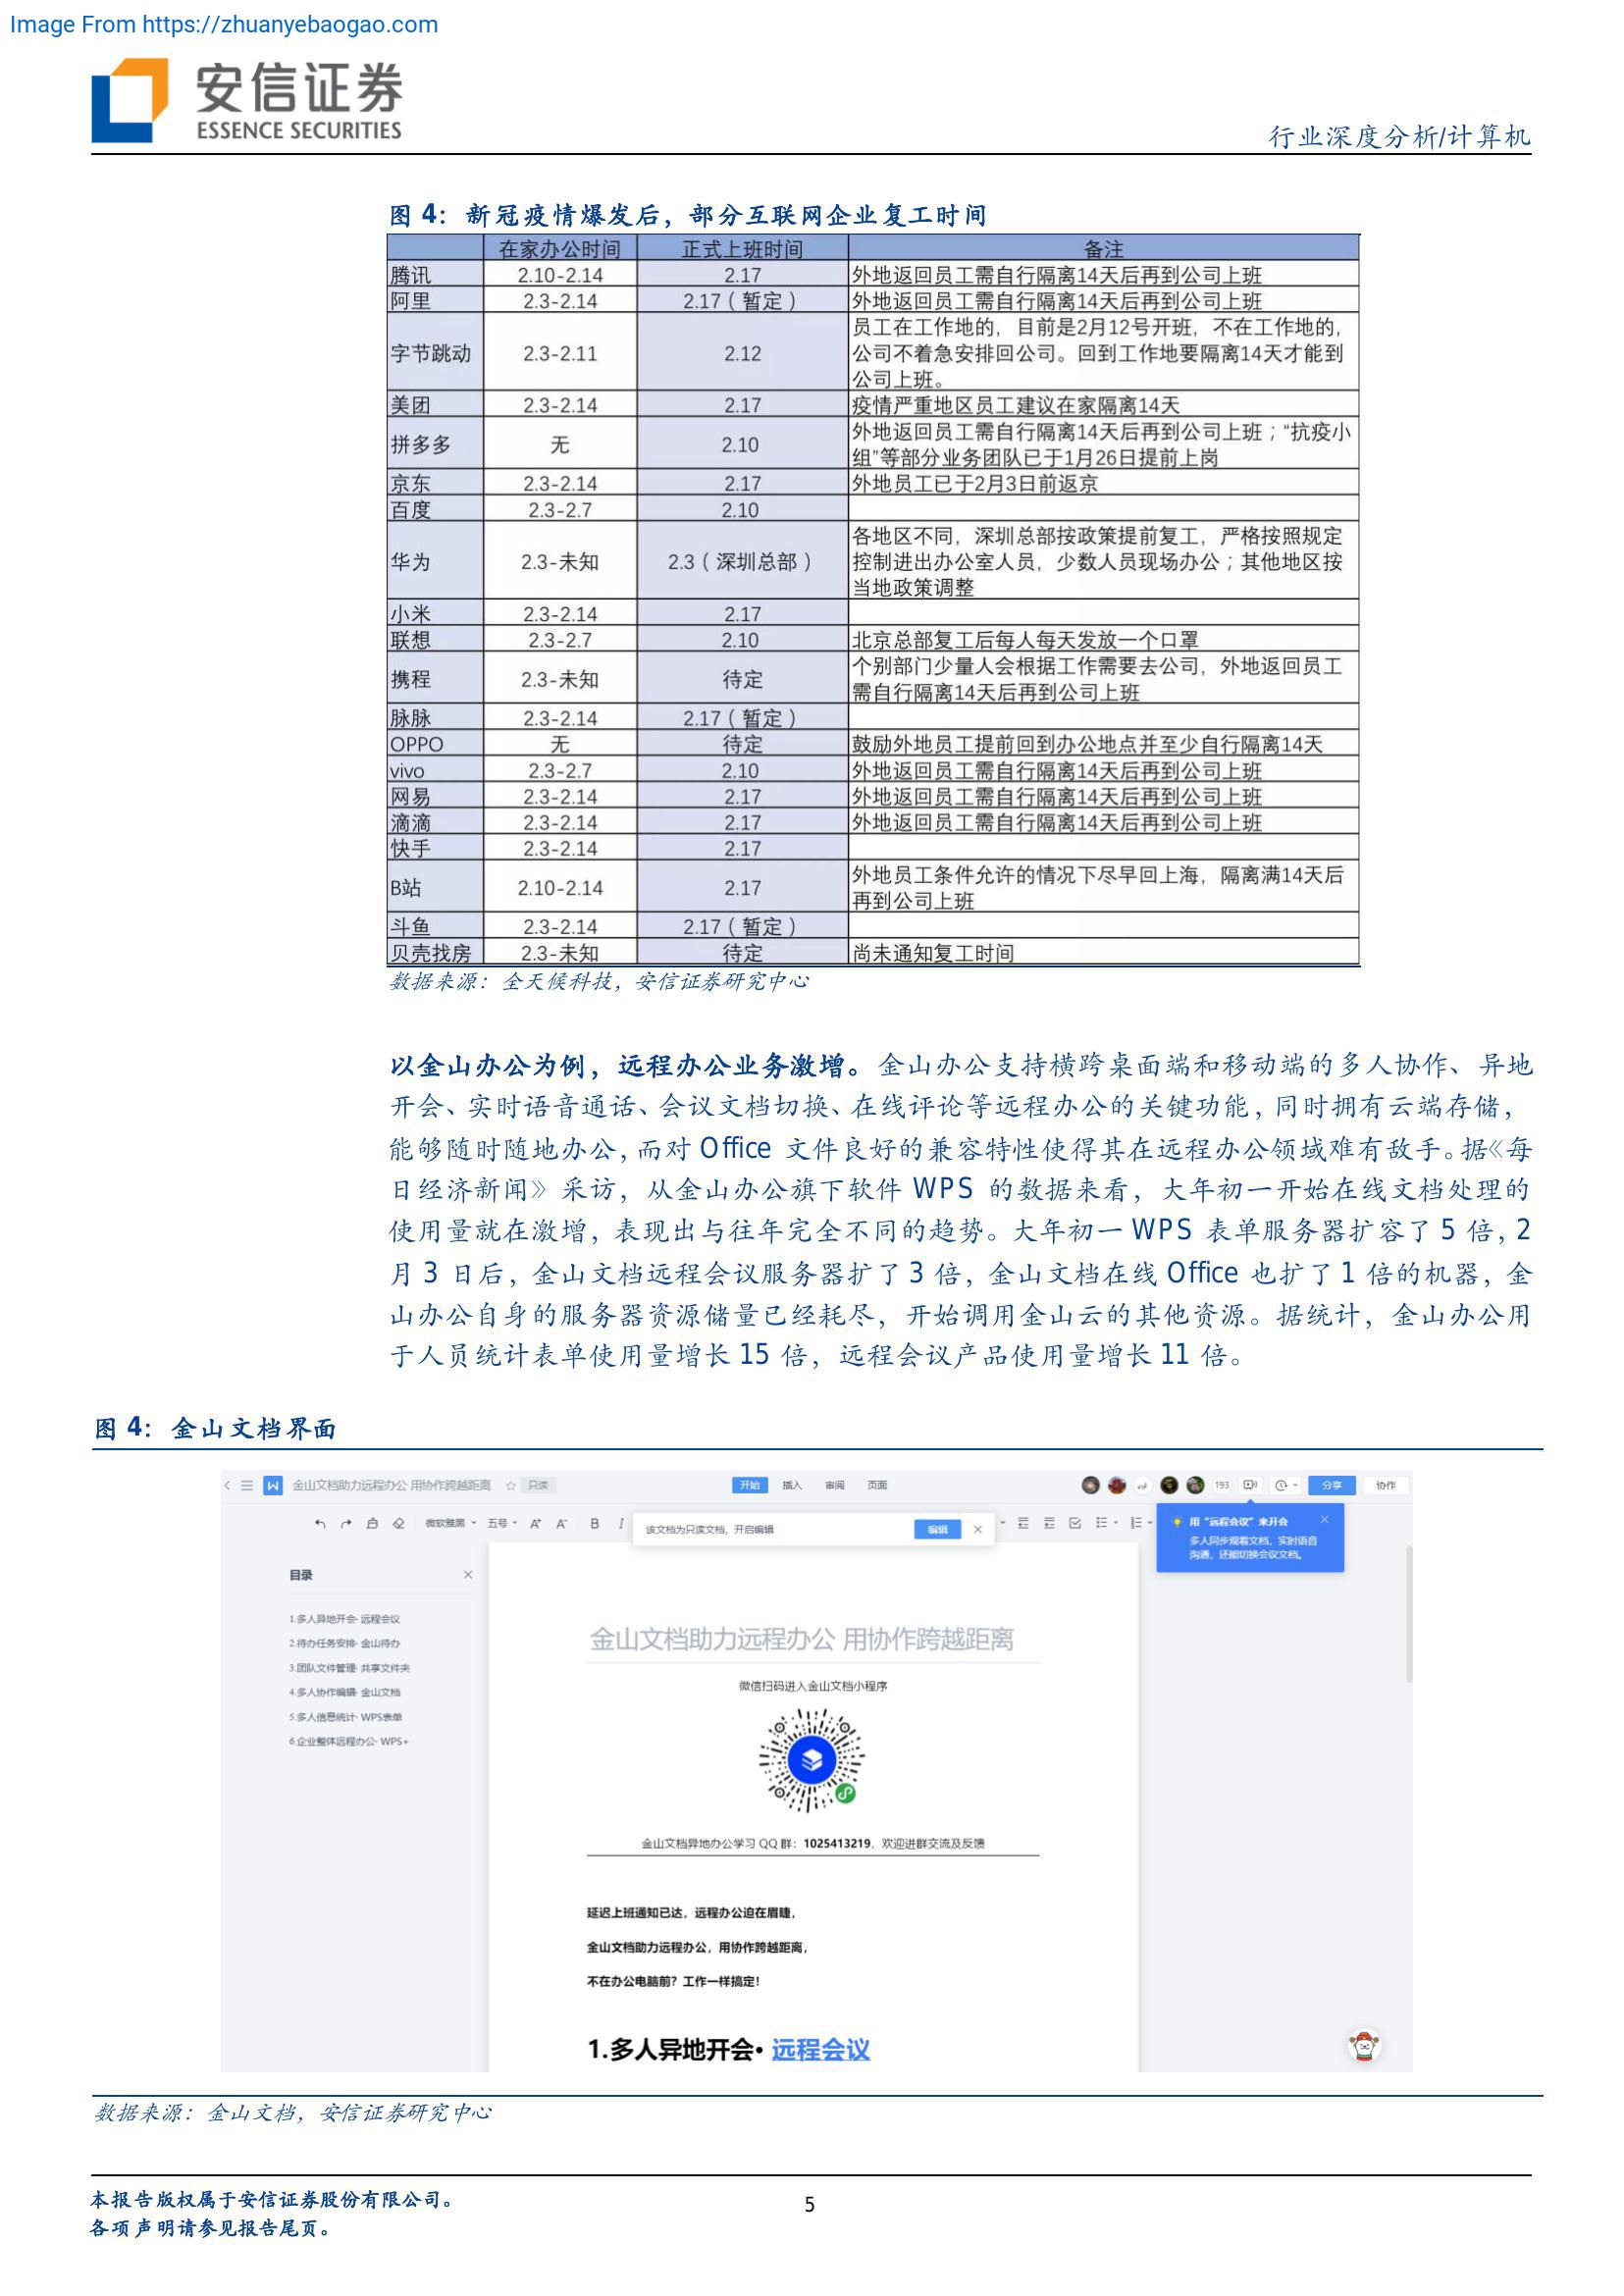 Image From https://zhuanyebaogao.com
安信证券
ESSENCE SECURITIES
行业深度分析/计算机
图 4：新冠疫情爆发后，部分互联网企业复工时间
在家办公时间 正式上班时间 备注
腾讯 2.10-2.14 2.17 外地返回员工需自行隔离14天后再到公司上班
阿里 2.3-2.14 2.17（暂定） 外地返回员工需自行隔离14天后再到公司上班
字节跳动 2.3-2.11 2.12 员工在工作地的，目前是2月12号开班，不在工作地的，
公司不着急安排回公司。回到工作地要隔离14天才能到
公司上班。
美团 2.3-2.14 2.17 疫情严重地区员工建议在家隔离14天
拼多多 无 2.10 外地返回员工需自行隔离14天后再到公司上班；“抗疫小
组”等部分业务团队已于1月26日提前上岗
京东 2.3-2.14 2.17 外地员工已于2月3日前返京
百度 2.3-2.7 2.10
华为 2.3-未知 2.3（深圳总部） 各地区不同，深圳总部按政策提前复工，严格按照规定
控制进出办公室人员，少数人员现场办公；其他地区按
当地政策调整
小米 2.3-2.14 2.17
联想 2.3-2.7 2.10 北京总部复工后每人每天发放一个口罩
携程 2.3-未知 待定 个别部门少量人会根据工作需要去公司，外地返回员工
需自行隔离14天后再到公司上班
脉脉 2.3-2.14 2.17（暂定）
OPPO 无 待定 鼓励外地员工提前回到办公地点并至少自行隔离14天
vivo 2.3-2.7 2.10 外地返回员工需自行隔离14天后再到公司上班
网易 2.3-2.14 2.17 外地返回员工需自行隔离14天后再到公司上班
滴滴 2.3-2.14 2.17 外地返回员工需自行隔离14天后再到公司上班
快手 2.3-2.14 2.17
B站 2.10-2.14 2.17 外地员工条件允许的情况下尽早回上海，隔离满14天后
再到公司上班
斗鱼 2.3-2.14 2.17（暂定）
贝壳找房 2.3-未知 待定 尚未通知复工时间
数据来源：全天候科技，安信证券研究中心
以金山办公为例，远程办公业务激增。金山办公支持横跨桌面端和移动端的多人协作、异地
开会、实时语音通话、会议文档切换、在线评论等远程办公的关键功能，同时拥有云端存储，
能够随时随地办公，而对 Office 文件良好的兼容特性使得其在远程办公领域难有敌手。据《每
日经济新闻》采访，从金山办公旗下软件 WPS 的数据来看，大年初一开始在线文档处理的
使用量就在激增，表现出与往年完全不同的趋势。大年初一 WPS 表单服务器扩容了 5 倍，2
月 3 日后，金山文档远程会议服务器扩了 3 倍，金山文档在线 Office 也扩了 1 倍的机器，金
山办公自身的服务器资源储量已经耗尽，开始调用金山云的其他资源。据统计，金山办公用
于人员统计表单使用量增长 15 倍，远程会议产品使用量增长 11 倍。
图 4：金山文档界面
金山文档助力远程办公 用协作跨越距离 只读 开始 插入 审阅 页面 193 分享 协作
微软雅黑 五号 A+ A- B I 该文档为只读文档，开启编辑 编辑
用“远程会议”来开会
多人同步观看文档，实时语音
沟通，还能切换会议文档。
目录
1.多人异地开会· 远程会议
2.待办任务安排· 金山待办
3.团队文件管理· 共享文件夹
4.多人协作编辑· 金山文档
5.多人信息统计· WPS表单
6.企业整体远程办公· WPS+
金山文档助力远程办公 用协作跨越距离
微信扫码进入金山文档小程序
金山文档异地办公学习 QQ 群：1025413219，欢迎进群交流及反馈
延迟上班通知已达，远程办公迫在眉睫，
金山文档助力远程办公，用协作跨越距离，
不在办公电脑前？工作一样搞定！
1.多人异地开会· 远程会议
数据来源：金山文档，安信证券研究中心
本报告版权属于安信证券股份有限公司。
5
各项声明请参见报告尾页。